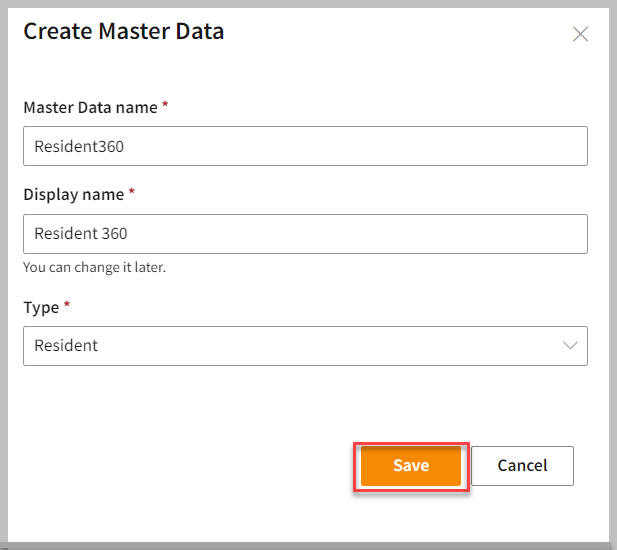 Create Master Data
Master Data name *
Resident360
Display name *
Resident 360
You can change it later.
Type *
Resident
Save Cancel